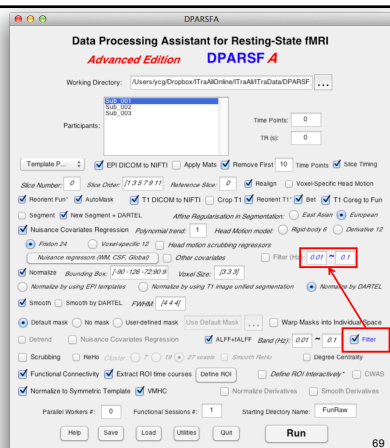 DPARSFA
Data Processing Assistant for Resting-State fMRI
Advanced Edition DPARSF A
Working Directory: /Users/ycg/Dropbox/ITraAllOnline/ITraAll/ITraData/DPARSF ...
Participants:
Sub_001
Sub_002
Sub_003
Time Points: 0
TR (s): 0
Template P... EPI DICOM to NIFTI Apply Mats Remove First 10 Time Points Slice Timing
Slice Number: 0 Slice Order: [1 3 5 7 9 11 Reference Slice: 0 Realign Voxel-Specific Head Motion
Reorient Fun* AutoMask T1 DICOM to NIFTI Crop T1 Reorient T1* Bet T1 Coreg to Fun
Segment New Segment + DARTEL Affine Regularisation in Segmentation: East Asian European
Nuisance Covariates Regression Polynomial trend: 1 Head Motion model: Rigid-body 6 Derivative 12
Friston 24 Voxel-specific 12 Head motion scrubbing regressors
Nuisance regressors (WM, CSF, Global) Other covariates Filter (Hz): 0.01 ~ 0.1
Normalize Bounding Box: [-90 -126 -72;90 9 Voxel Size: [3 3 3]
Normalize by using EPI templates Normalize by using T1 image unified segmentation Normalize by DARTEL
Smooth Smooth by DARTEL FWHM: [4 4 4]
Default mask No mask User-defined mask Use Default Mask ... Warp Masks into Individual Space
Detrend Nuisance Covariates Regression ALFF+fALFF Band (Hz): 0.01 ~ 0.1 Filter
Scrubbing ReHo Cluster: 7 19 27 voxels Smooth ReHo Degree Centrality
Functional Connectivity Extract ROI time courses Define ROI Define ROI Interactively* CWAS
Normalize to Symmetric Template VMHC Normalize Derivatives Smooth Derivatives
Parallel Workers #: 0 Functional Sessions #: 1 Starting Directory Name: FunRaw
Help Save Load Utilities Quit Run
69